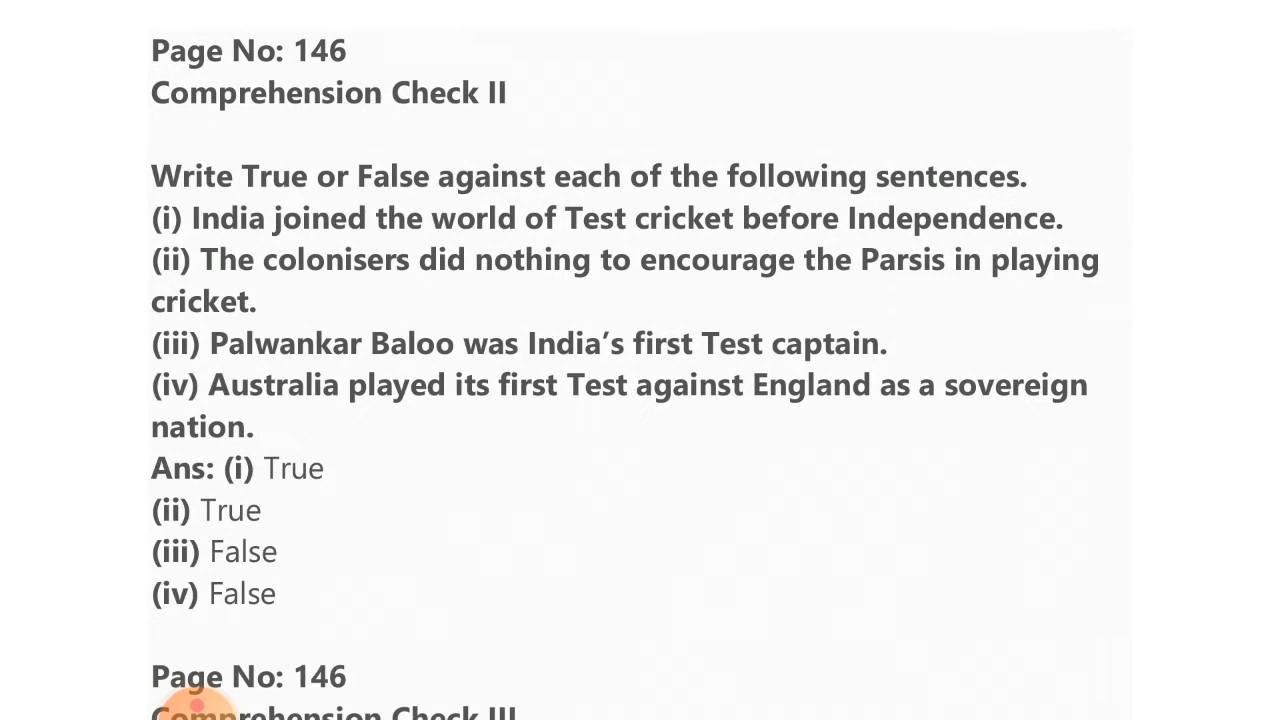 Page No: 146
Comprehension Check II
Write True or False against each of the following sentences.
(i) India joined the world of Test cricket before Independence.
(ii) The colonisers did nothing to encourage the Parsis in playing
cricket.
(iii) Palwankar Baloo was India’s first Test captain.
(iv) Australia played its first Test against England as a sovereign
nation.
Ans: (i) True
(ii) True
(iii) False
(iv) False
Page No: 146
Comprehension Check III